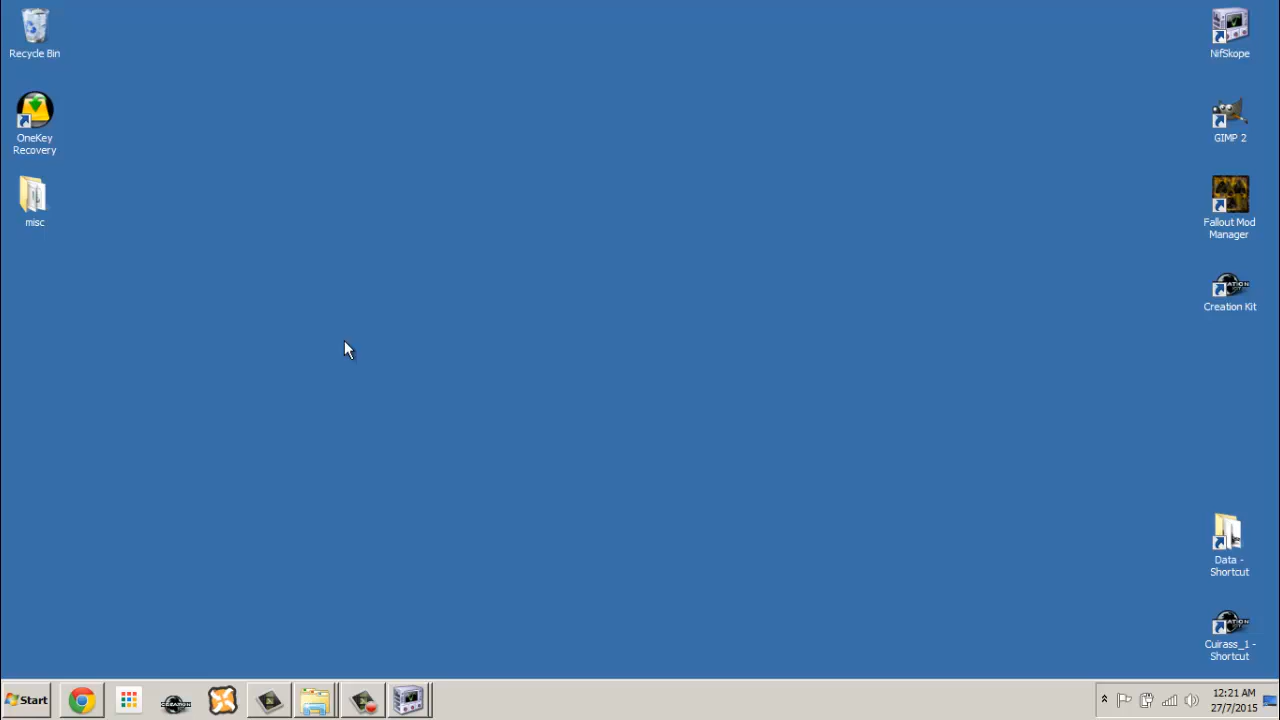 Recycle Bin
OneKey
Recovery
misc
NifSkope
GIMP 2
Fallout Mod
Manager
Creation Kit
Data -
Shortcut
Cuirass_1 -
Shortcut
Start
CREATION
12:21 AM
27/7/2015